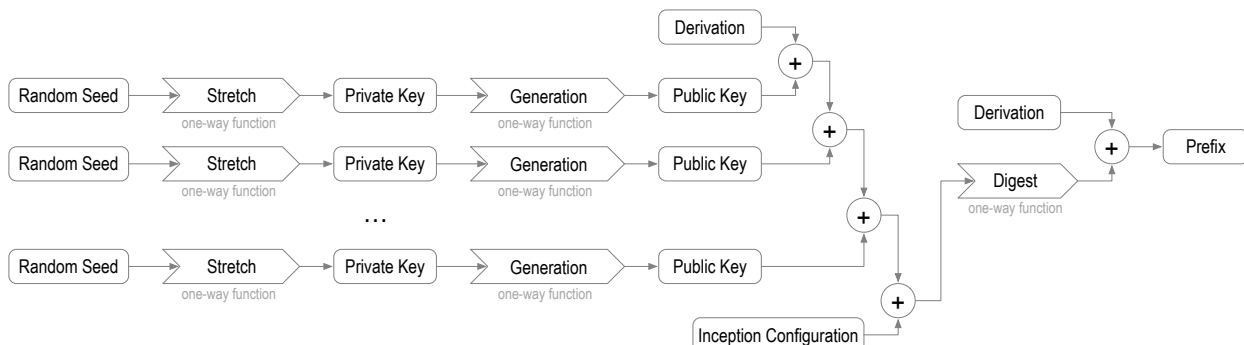 Derivation
+
Random Seed Stretch Private Key Generation Public Key
one-way function one-way function
Derivation
+
+
Prefix
Random Seed Stretch Private Key Generation Public Key
Digest
one-way function one-way function
one-way function
...
+
Random Seed Stretch Private Key Generation Public Key
one-way function one-way function
+
Inception Configuration